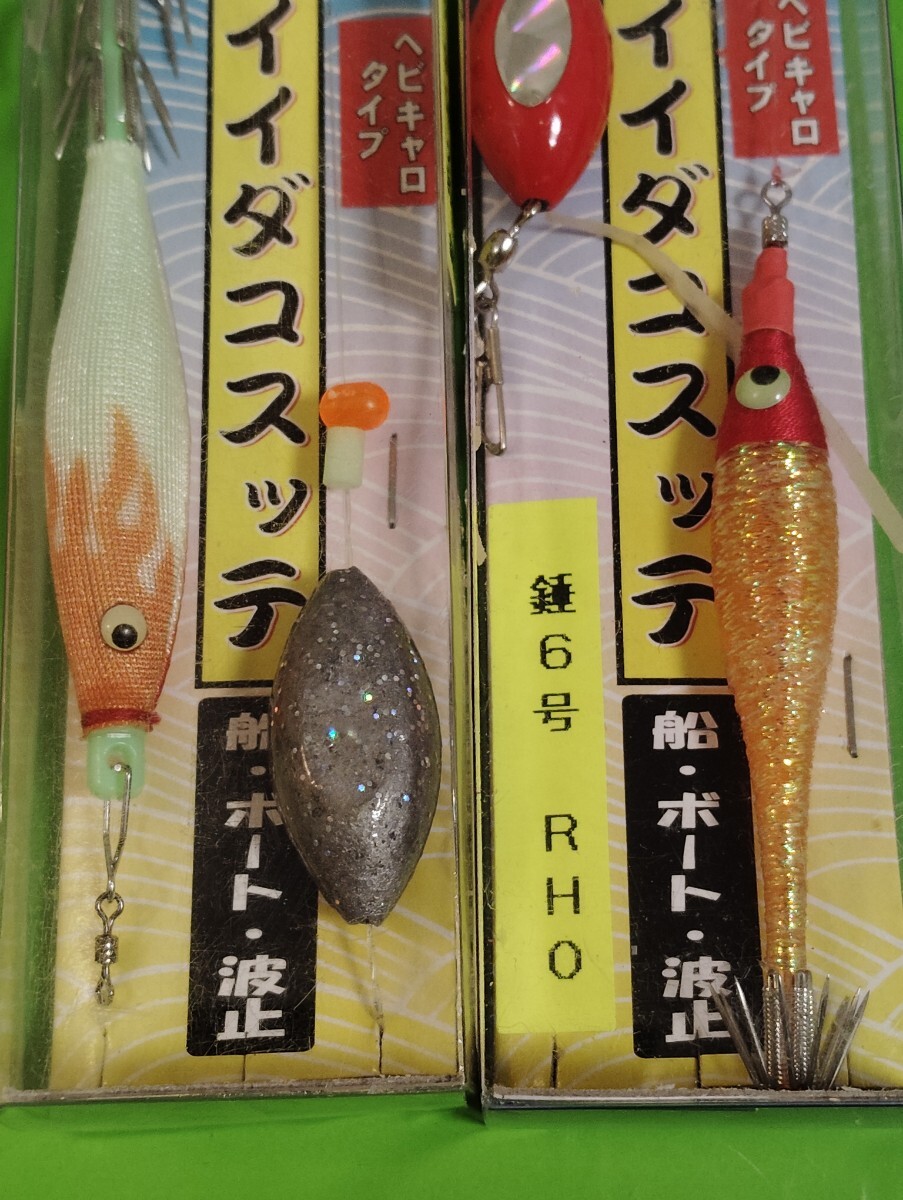 イイダコスッテ
ヘビキャロ
タイプ
船・ボート・波止
イイダコスッテ
ヘビキャロ
タイプ
錘6号 RHO
船・ボート・波止